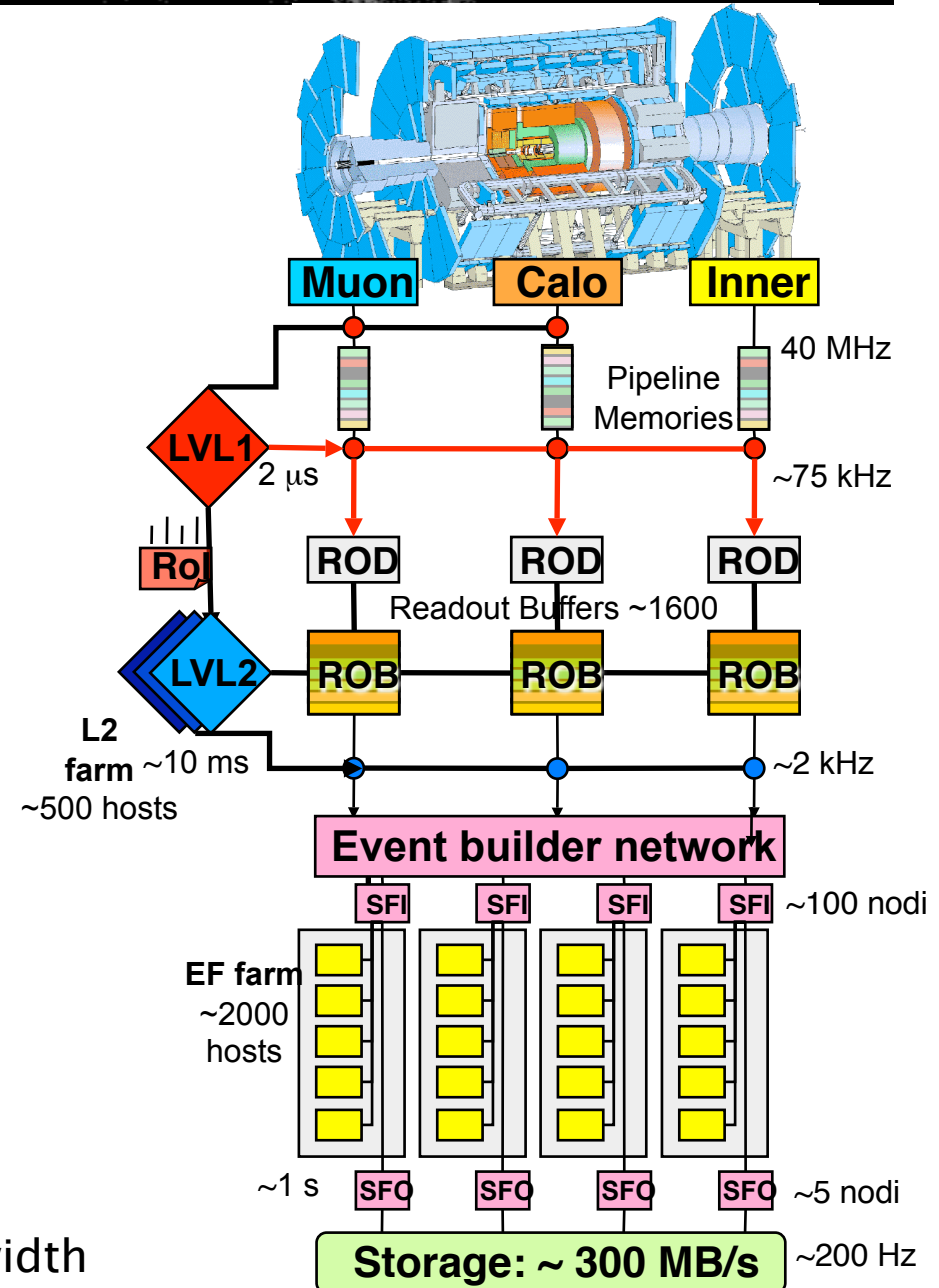 Muon Calo Inner
40 MHz
Pipeline
Memories
LVL1
2 μs
~75 kHz
RoI
ROD ROD ROD
Readout Buffers ~1600
LVL2 ROB ROB ROB
L2
farm ~10 ms
~2 kHz
~500 hosts
Event builder network
SFI SFI SFI SFI ~100 nodi
EF farm
~2000
hosts
~1 s SFO SFO SFO SFO ~5 nodi
width
Storage: ~ 300 MB/s ~200 Hz